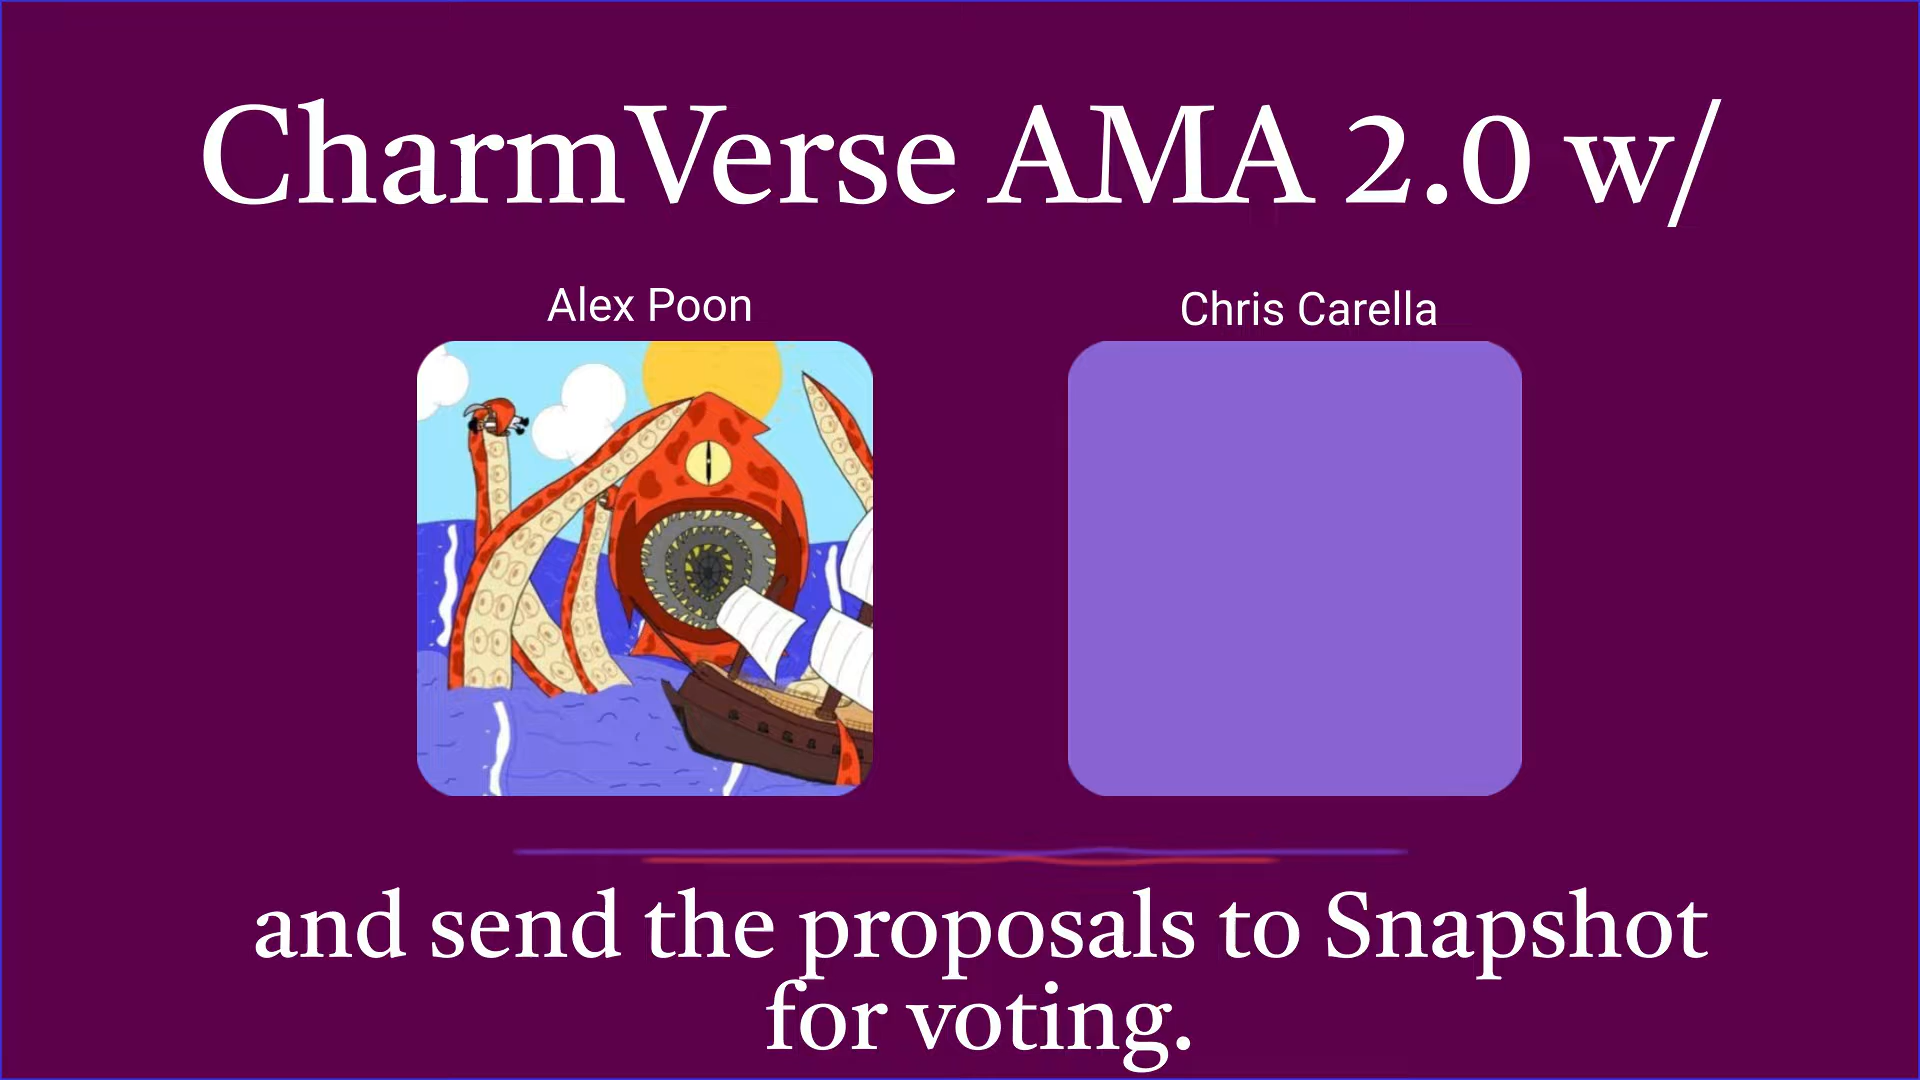 CharmVerse AMA 2.0 w/
Alex Poon
Chris Carella
and send the proposals to Snapshot
for voting.